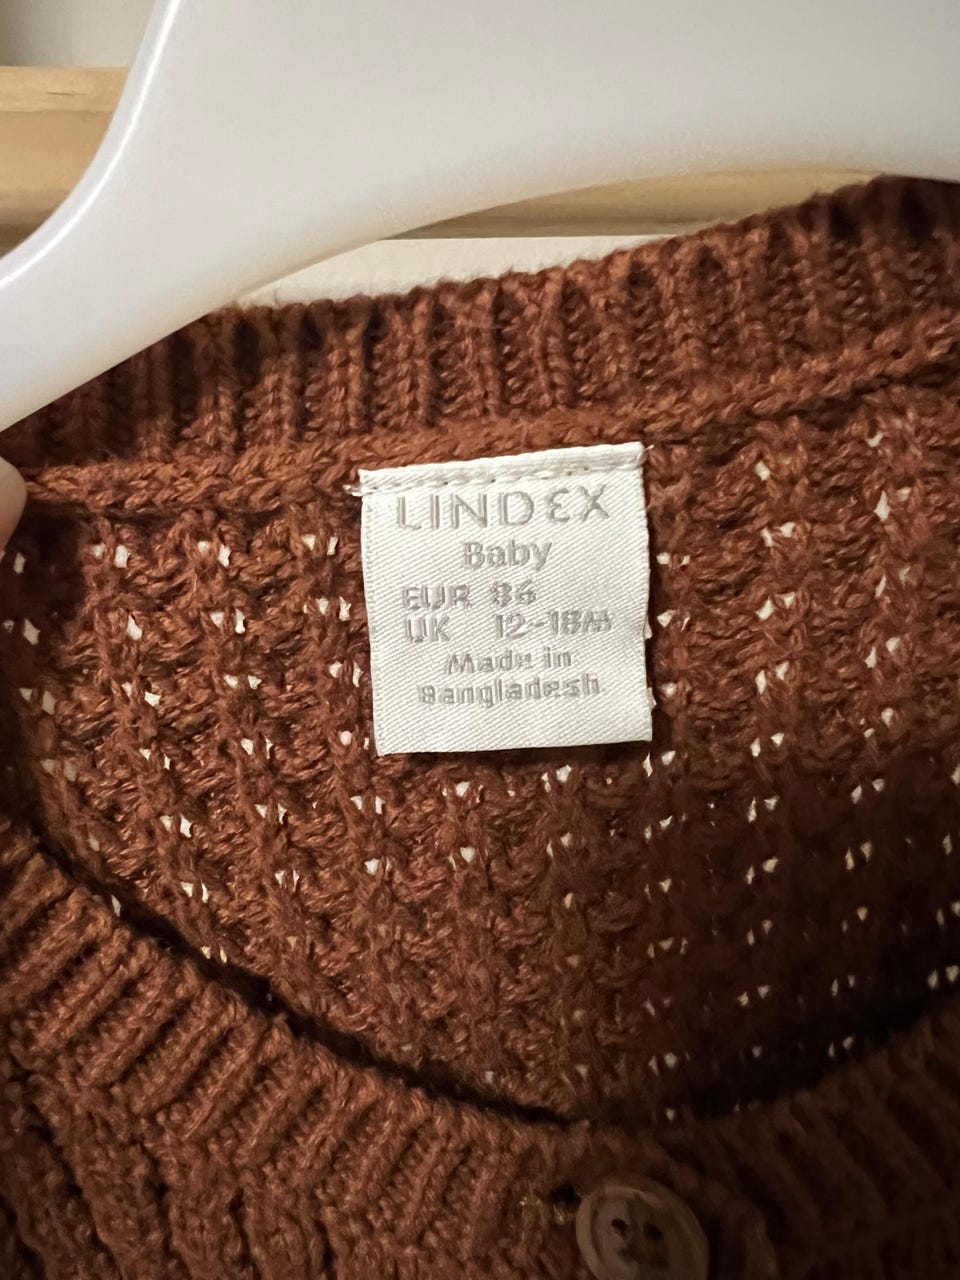 LINDEX
Baby
EUR 86
UK 12-18M
Made in
Bangladesh